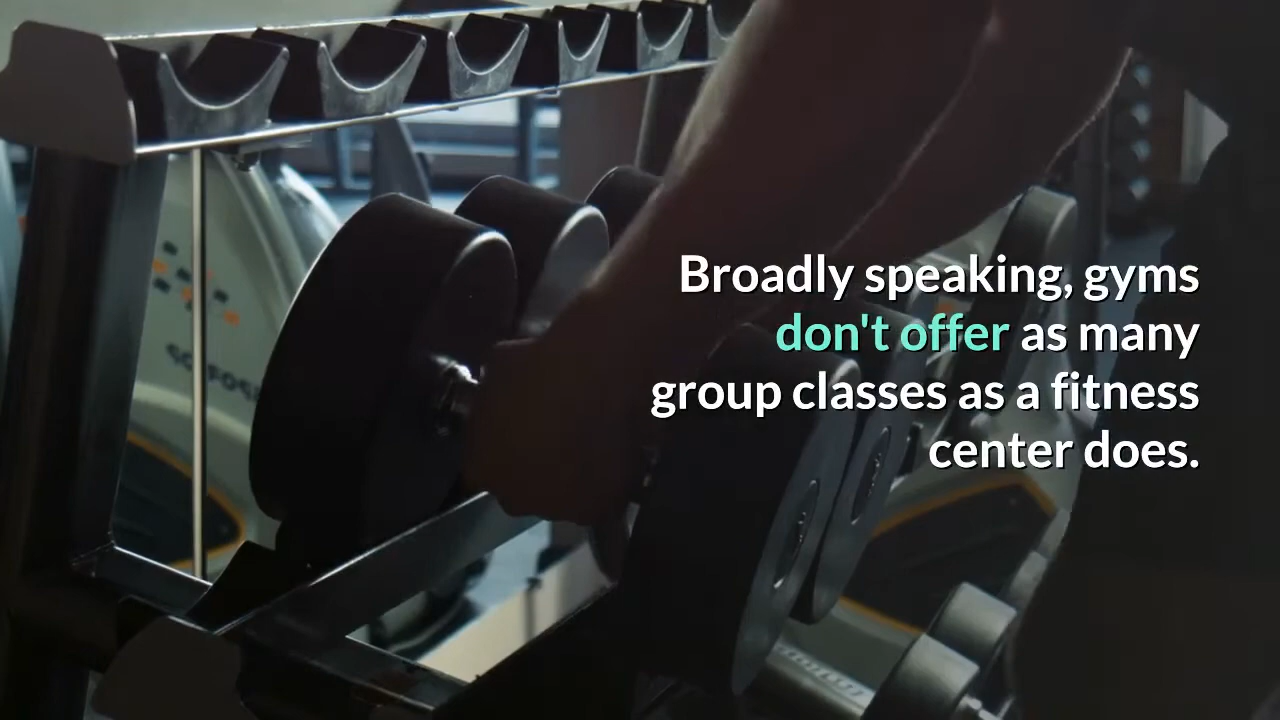 Broadly speaking, gyms
don't offer as many
group classes as a fitness
center does.